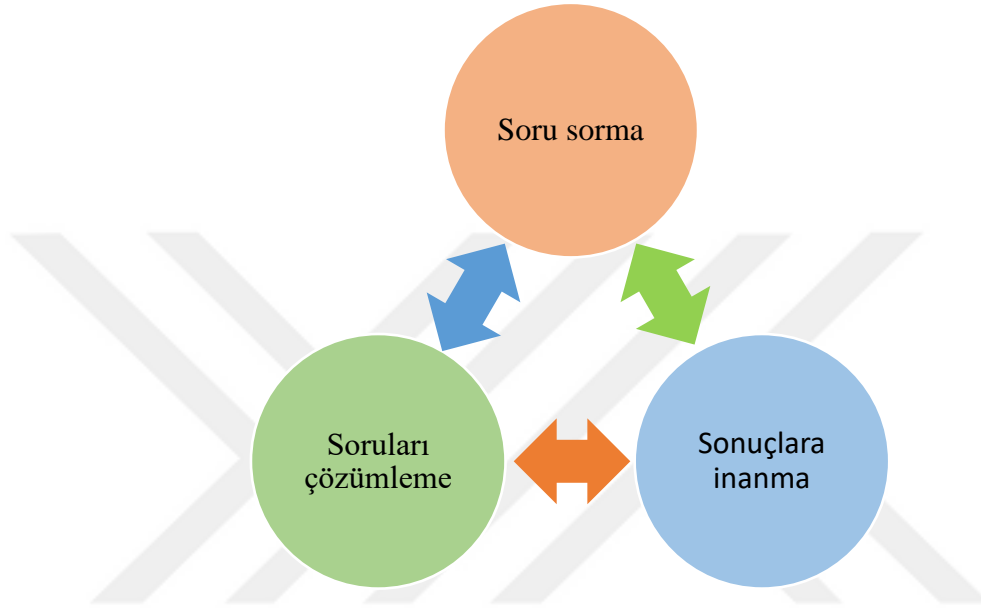 Soru sorma
Soruları
çözümleme
Sonuçlara
inanma